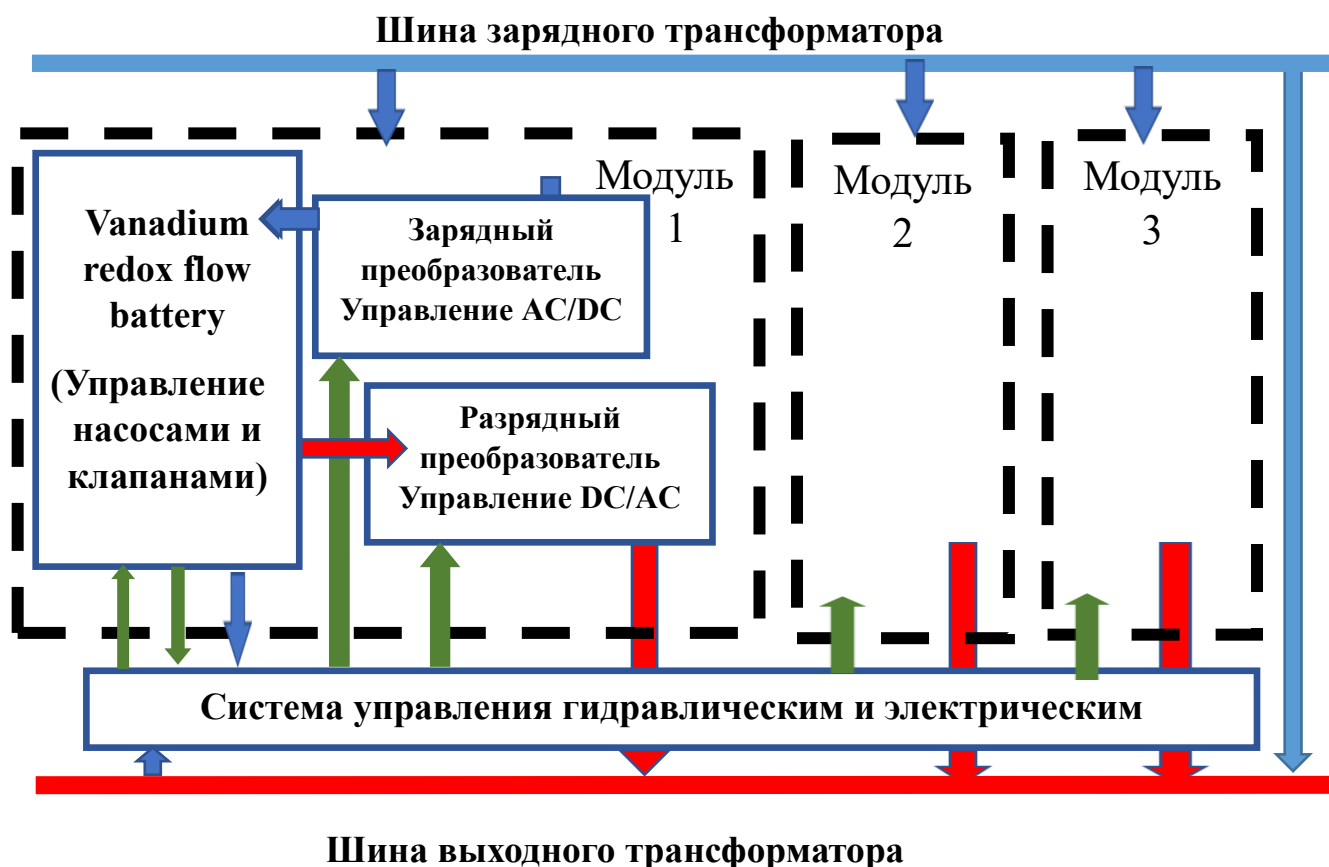 Шина зарядного трансформатора
Vanadium
redox flow
battery
(Управление
насосами и
клапанами)
Зарядный
преобразователь
Управление AC/DC
Модуль
1
Модуль
2
Модуль
3
Разрядный
преобразователь
Управление DC/AC
Система управления гидравлическим и электрическим
Шина выходного трансформатора